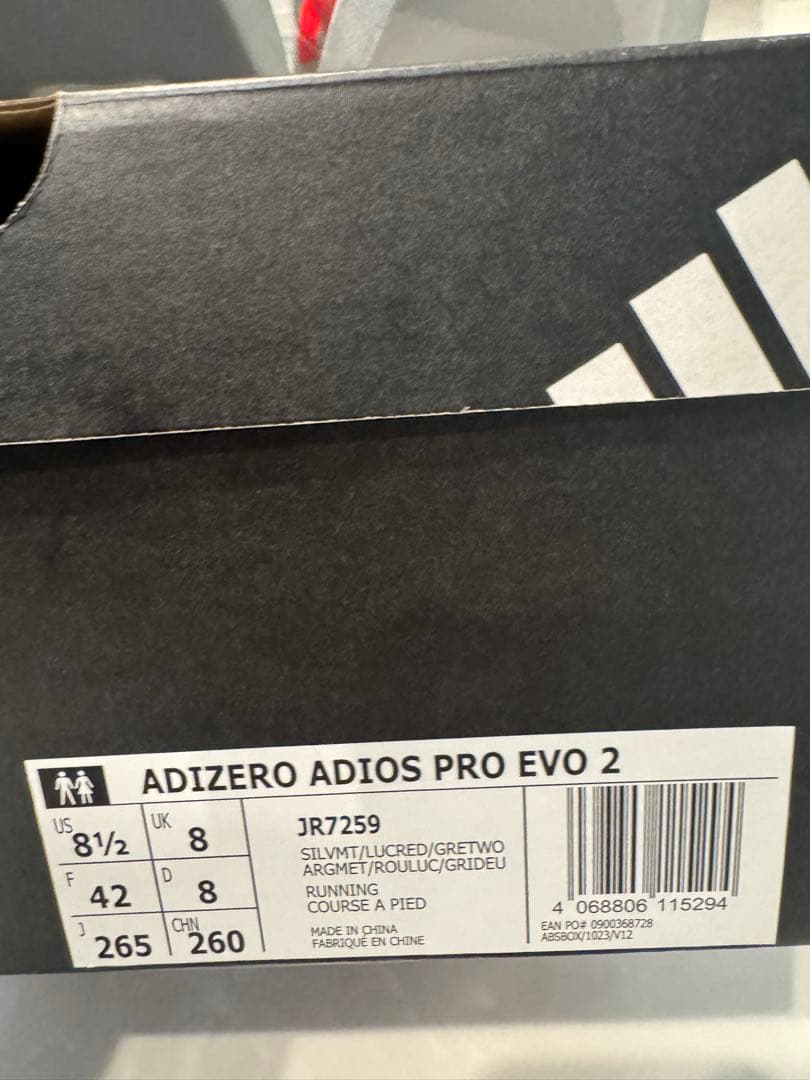 ADIZERO ADIOS PRO EVO 2
US 8½ UK 8
F 42 D 8
J 265 CHN 260
JR7259
SILVMT/LUCRED/GRETWO
ARGMET/ROULUC/GRIDEU
RUNNING
COURSE A PIED
MADE IN CHINA
FABRIQUÉ EN CHINE
4 068806 115294
EAN PO# 0900368728
ABSBOX/1023/V12